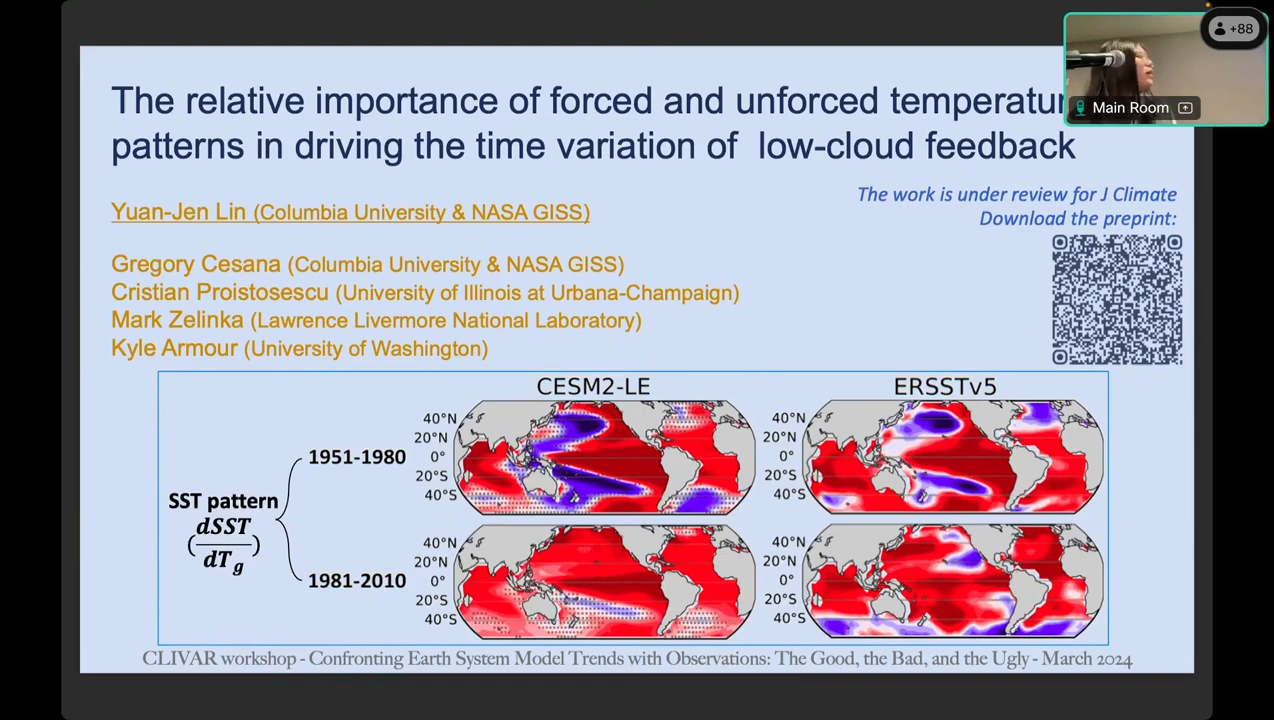 +88
Main Room
The relative importance of forced and unforced
patterns in driving the time variation of low-cloud feedback
Yuan-Jen Lin (Columbia University & NASA GISS)
The work is under review for J Climate
Download the preprint:
Gregory Cesana (Columbia University & NASA GISS)
Cristian Proistosescu (University of Illinois at Urbana-Champaign)
Mark Zelinka (Lawrence Livermore National Laboratory)
Kyle Armour (University of Washington)
CESM2-LE
ERSSTv5
1951-1980
40°N
20°N
0°
20°S
40°S
40°N
20°N
0°
20°S
40°S
SST pattern
(dSST/dTg)
1981-2010
40°N
20°N
0°
20°S
40°S
40°N
20°N
0°
20°S
40°S
CLIVAR workshop - Confronting Earth System Model Trends with Observations: The Good, the Bad, and the Ugly - March 2024